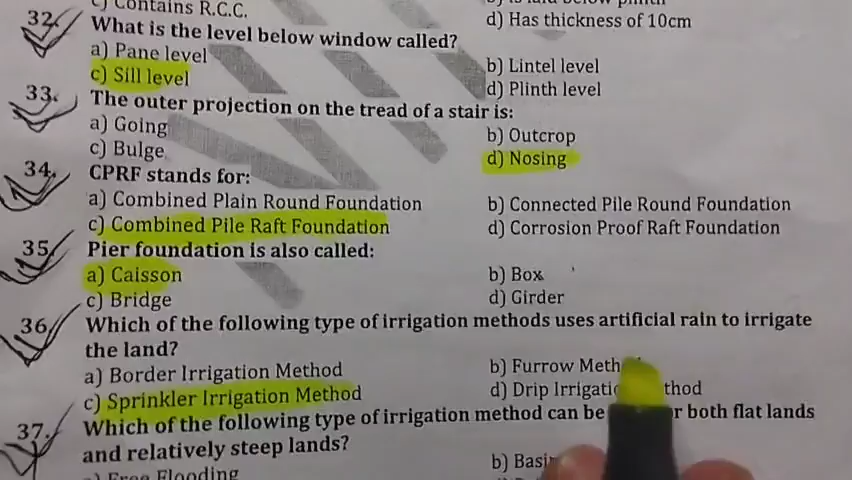 c) Contains R.C.C.
d) Has thickness of 10cm
32. What is the level below window called?
a) Pane level
b) Lintel level
c) Sill level
d) Plinth level
33. The outer projection on the tread of a stair is:
a) Going
b) Outcrop
c) Bulge
d) Nosing
34. CPRF stands for:
a) Combined Plain Round Foundation
b) Connected Pile Round Foundation
c) Combined Pile Raft Foundation
d) Corrosion Proof Raft Foundation
35. Pier foundation is also called:
a) Caisson
b) Box
c) Bridge
d) Girder
36. Which of the following type of irrigation methods uses artificial rain to irrigate
the land?
a) Border Irrigation Method
b) Furrow Meth
c) Sprinkler Irrigation Method
d) Drip Irrigatio thod
37. Which of the following type of irrigation method can be r both flat lands
and relatively steep lands?
a) Free Flooding
b) Basi